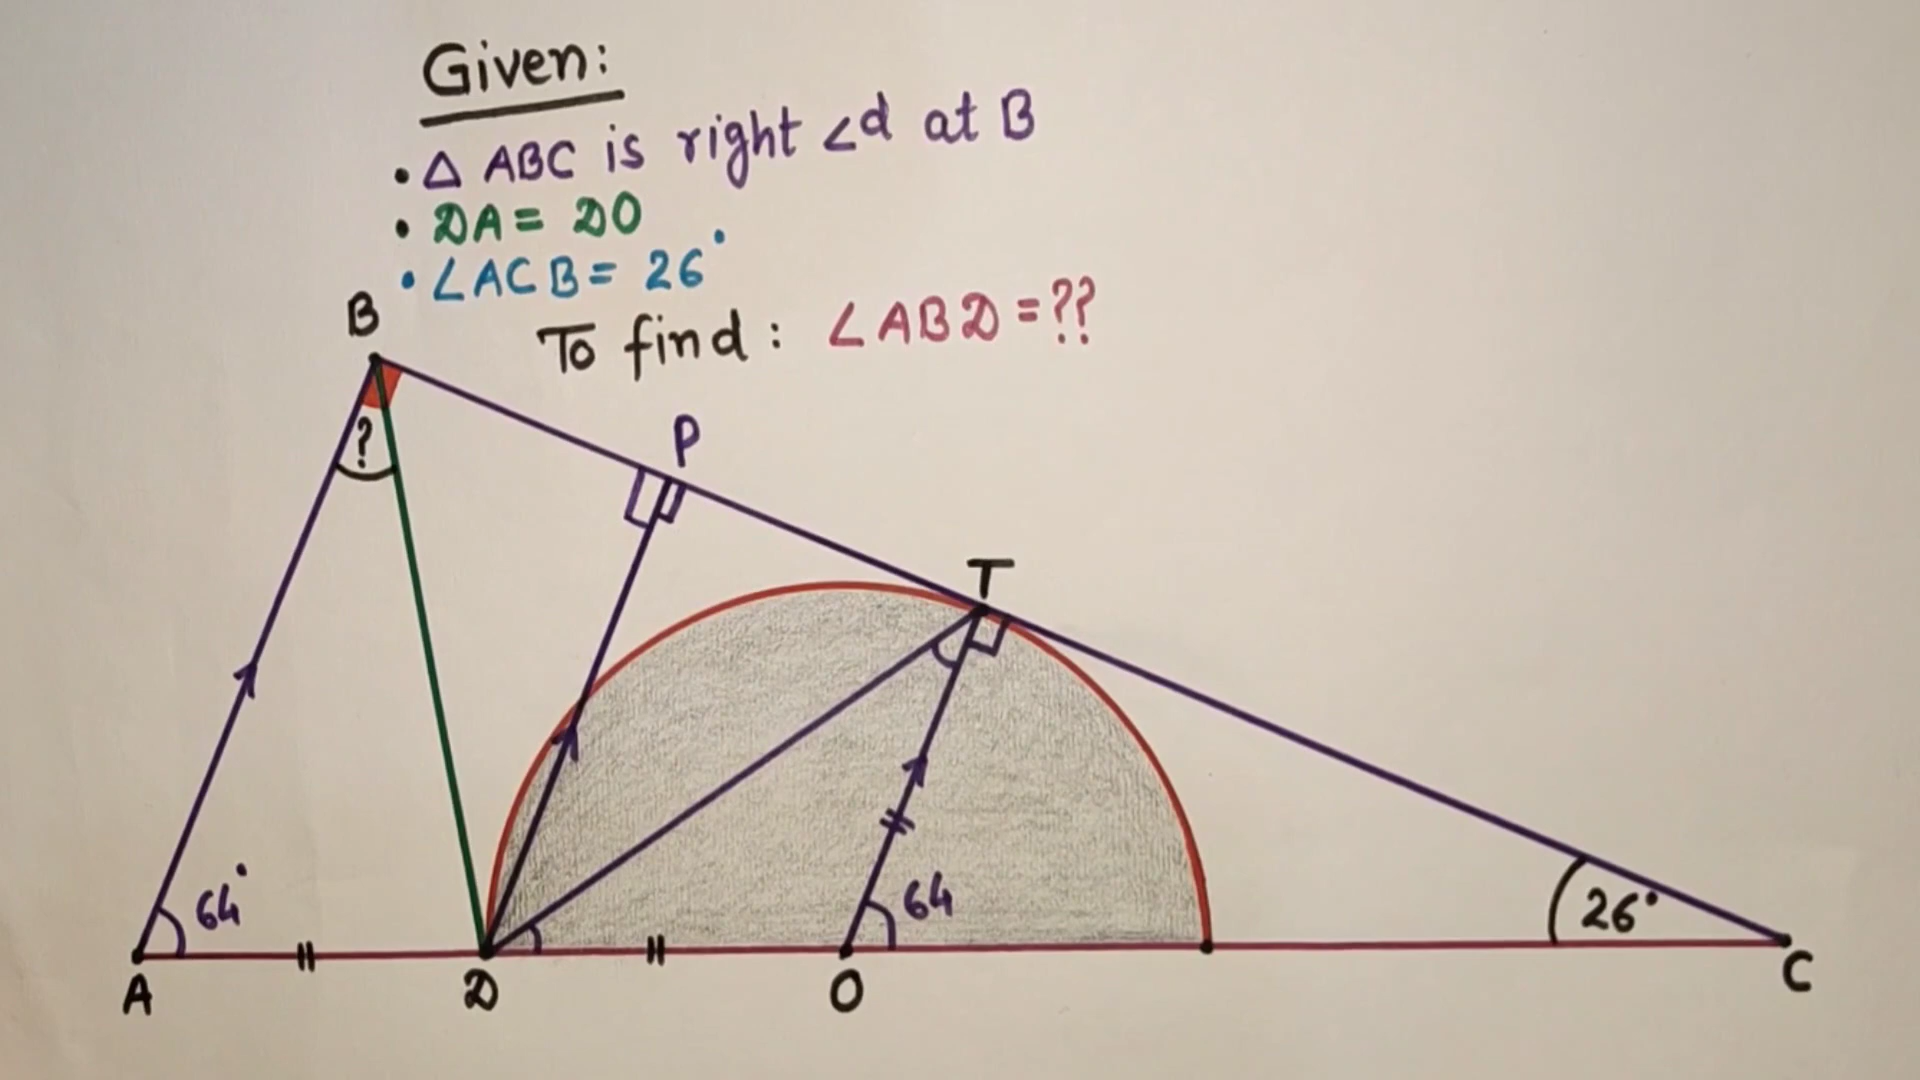 Given:
• △ ABC is right ∠d at B
• DA = DO
• ∠ACB = 26°
To find: ∠ABD = ??
B
?
P
T
64°
64
26°
A
D
O
C